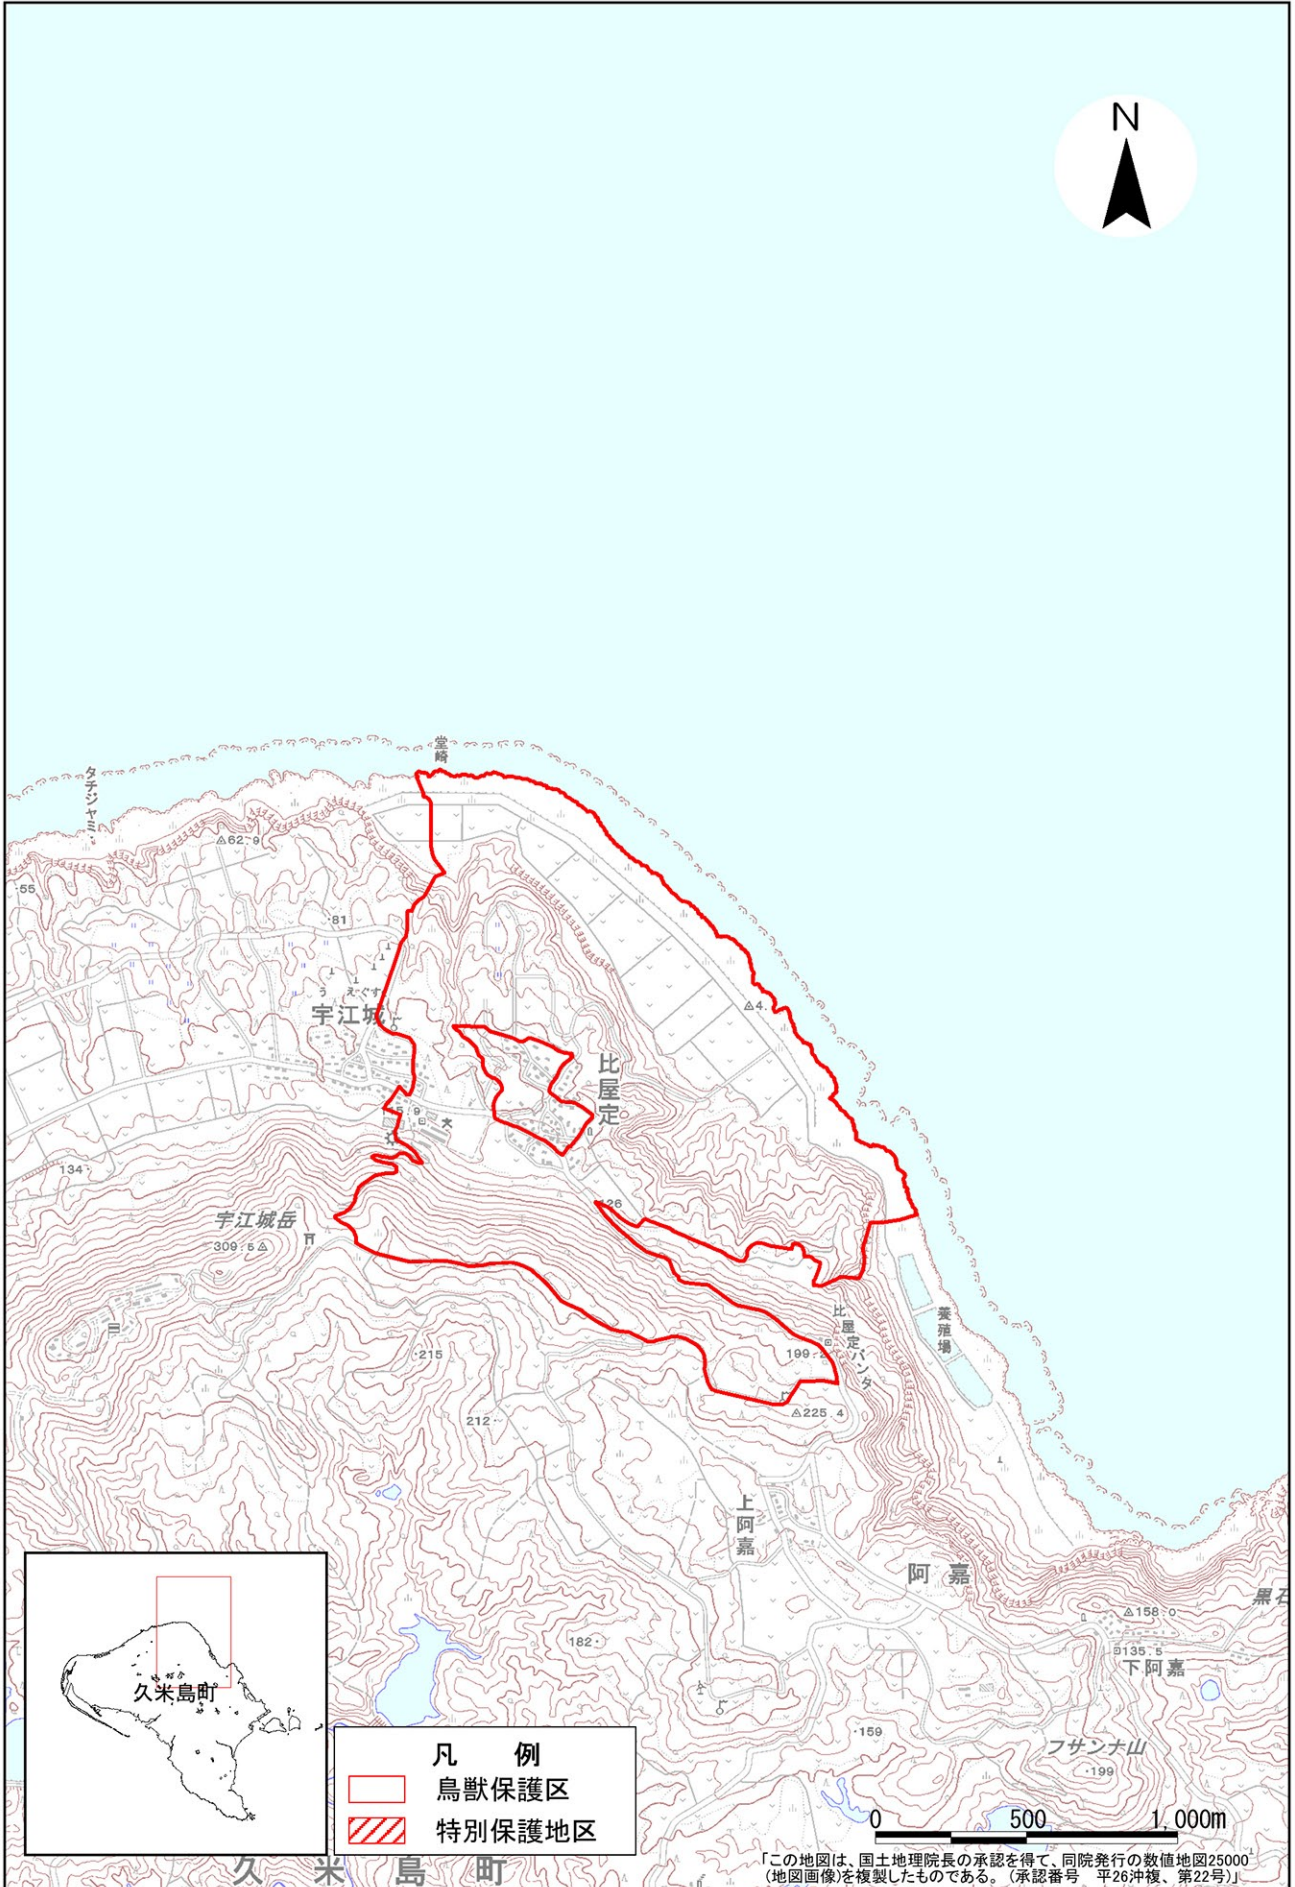 N
堂崎
タチジャミ
62.9
55
81
うえぐすく
宇江城
4.
比屋定
5.9
134
126
宇江城岳
309.5
比屋定バンタ
養殖場
199.2
215
225.4
212
上阿嘉
阿嘉
黒石
158.0
182
135.5
下阿嘉
久米島町
159
フサンナ山
199
凡 例
鳥獣保護区
特別保護地区
0 500 1,000m
久米島町
「この地図は、国土地理院長の承認を得て、同院発行の数値地図25000
(地図画像)を複製したものである。(承認番号 平26沖複、第22号)」